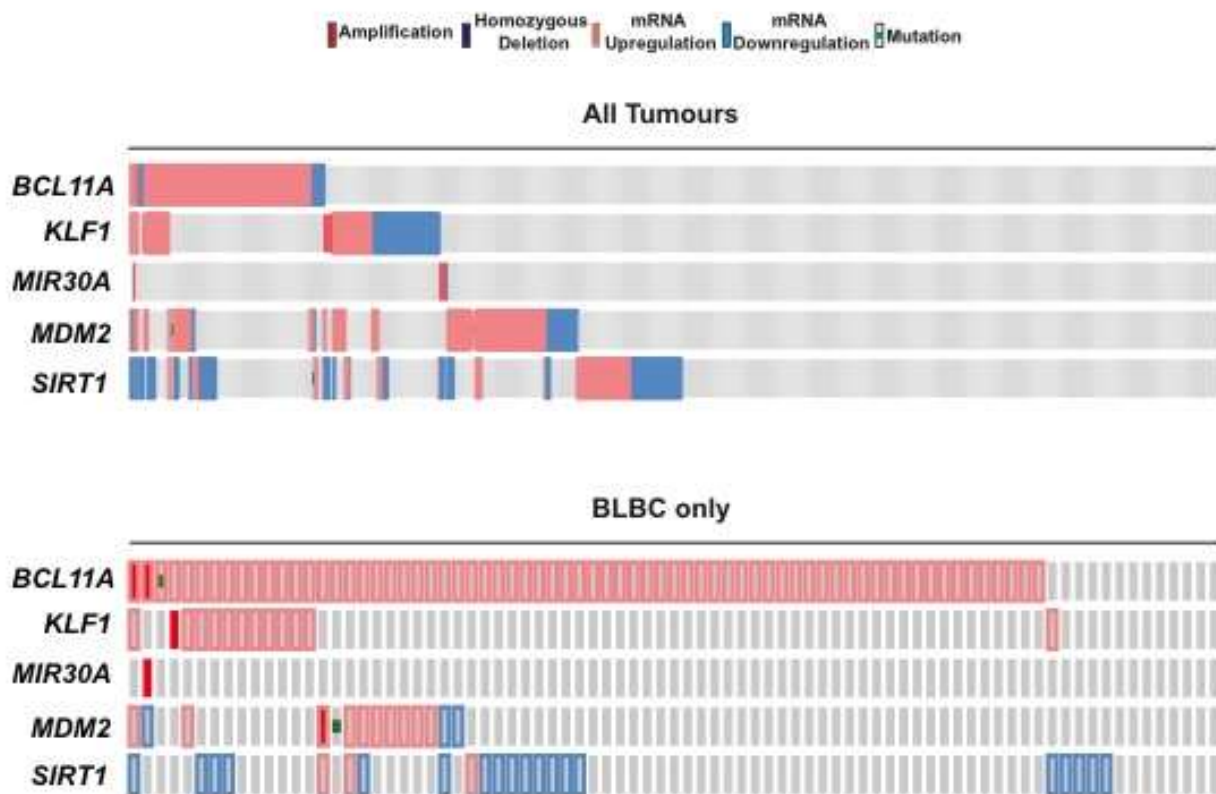 Amplification Homozygous Deletion mRNA Upregulation mRNA Downregulation Mutation
All Tumours
BCL11A
KLF1
MIR30A
MDM2
SIRT1
BLBC only
BCL11A
KLF1
MIR30A
MDM2
SIRT1